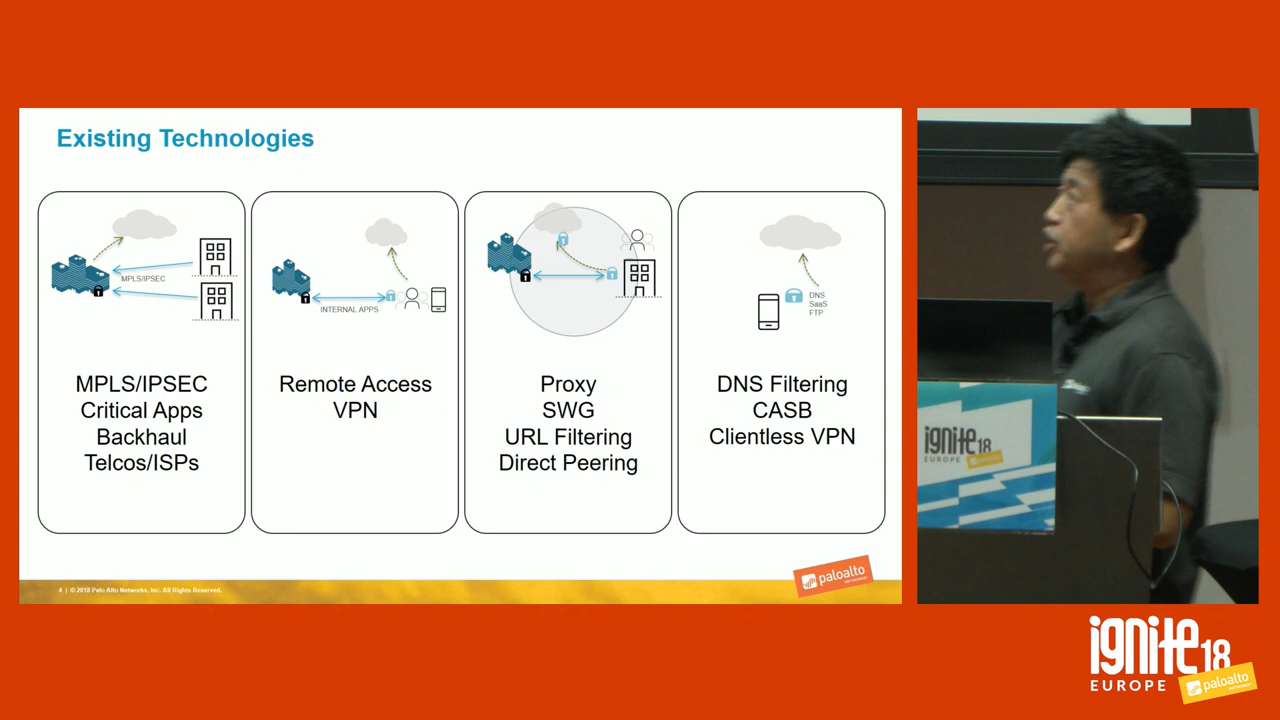 Existing Technologies
MPLS/IPSEC
MPLS/IPSEC
Critical Apps
Backhaul
Telcos/ISPs
INTERNAL APPS
Remote Access
VPN
Proxy
SWG
URL Filtering
Direct Peering
DNS
SaaS
FTP
DNS Filtering
CASB
Clientless VPN
4 | © 2018 Palo Alto Networks, Inc. All Rights Reserved.
paloalto
ignite18
EUROPE
ignite18
EUROPE
paloalto